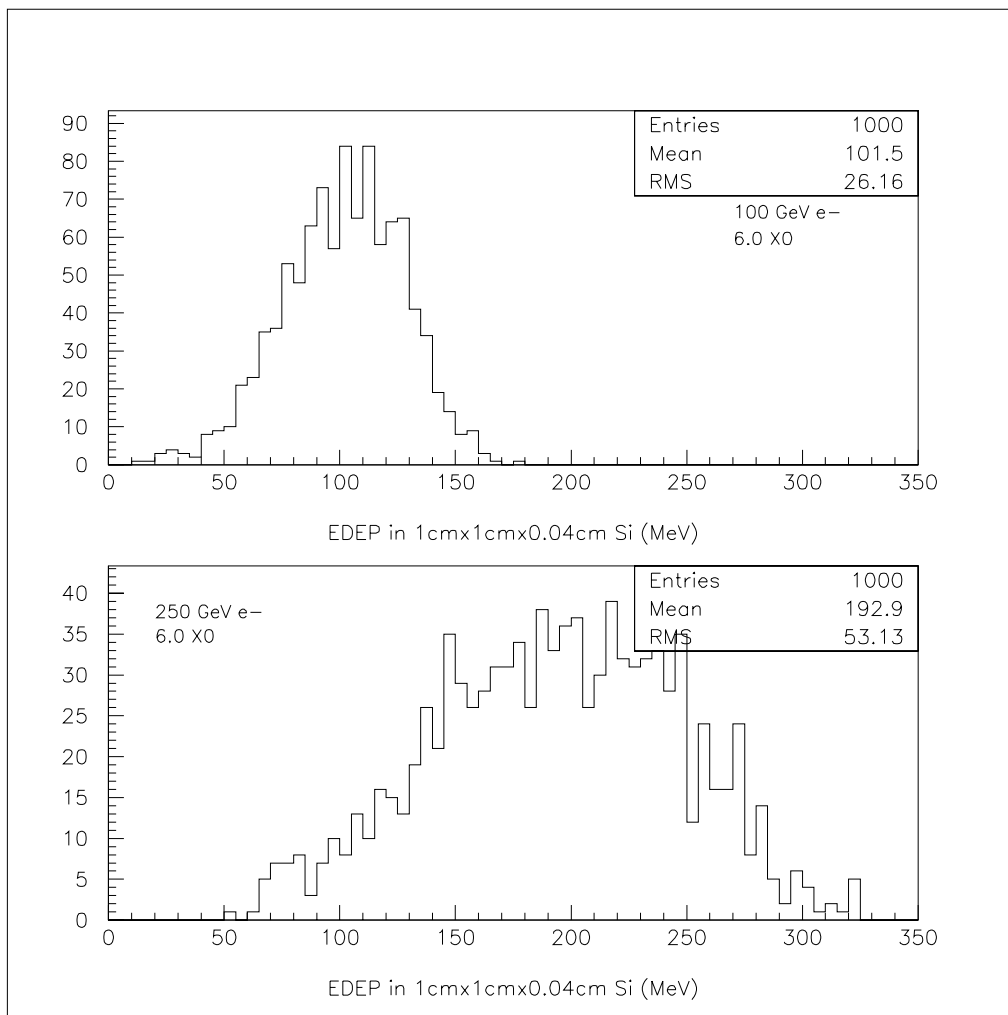 90
80
70
60
50
40
30
20
10
0
Entries 1000
Mean 101.5
RMS 26.16
100 GeV e-
6.0 X0
0 50 100 150 200 250 300 350
EDEP in 1cmx1cmx0.04cm Si (MeV)
40
35
30
25
20
15
10
5
0
250 GeV e-
6.0 X0
Entries 1000
Mean 192.9
RMS 53.13
0 50 100 150 200 250 300 350
EDEP in 1cmx1cmx0.04cm Si (MeV)